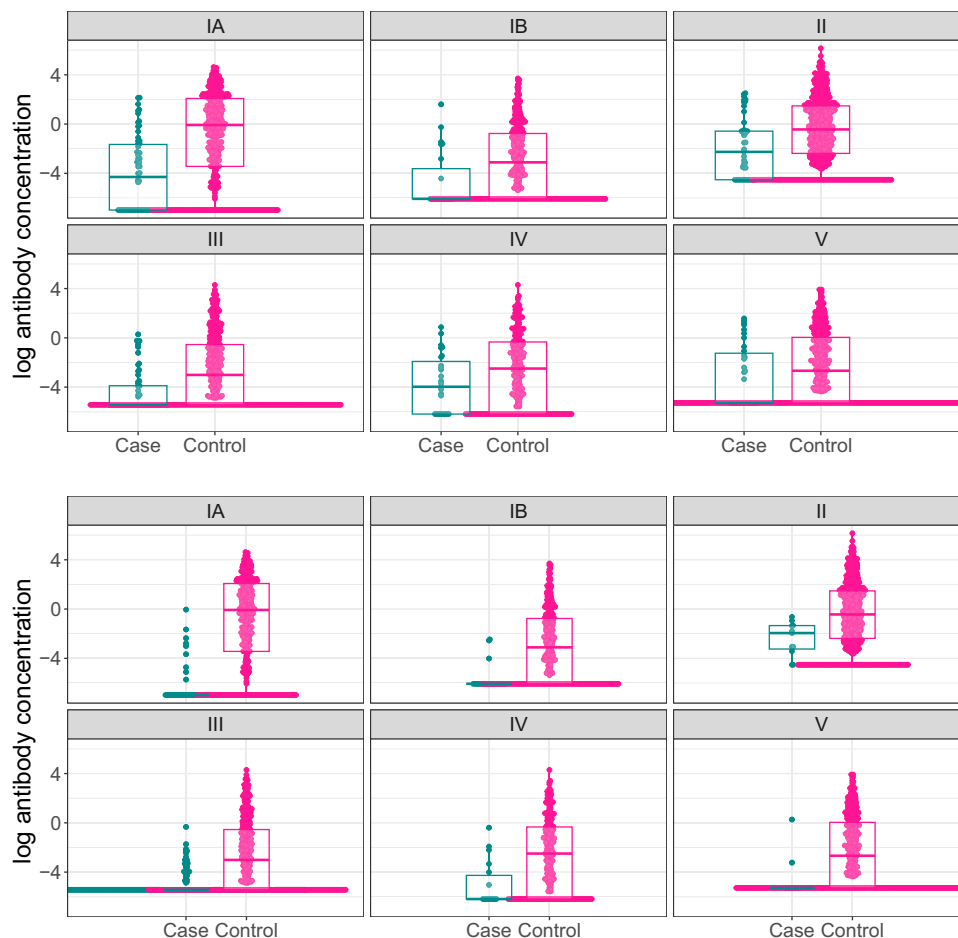 IA IB II
4
0
−4
III IV V
4
0
−4
log antibody concentration
Case Control Case Control Case Control
IA IB II
4
0
−4
III IV V
4
0
−4
log antibody concentration
Case Control Case Control Case Control